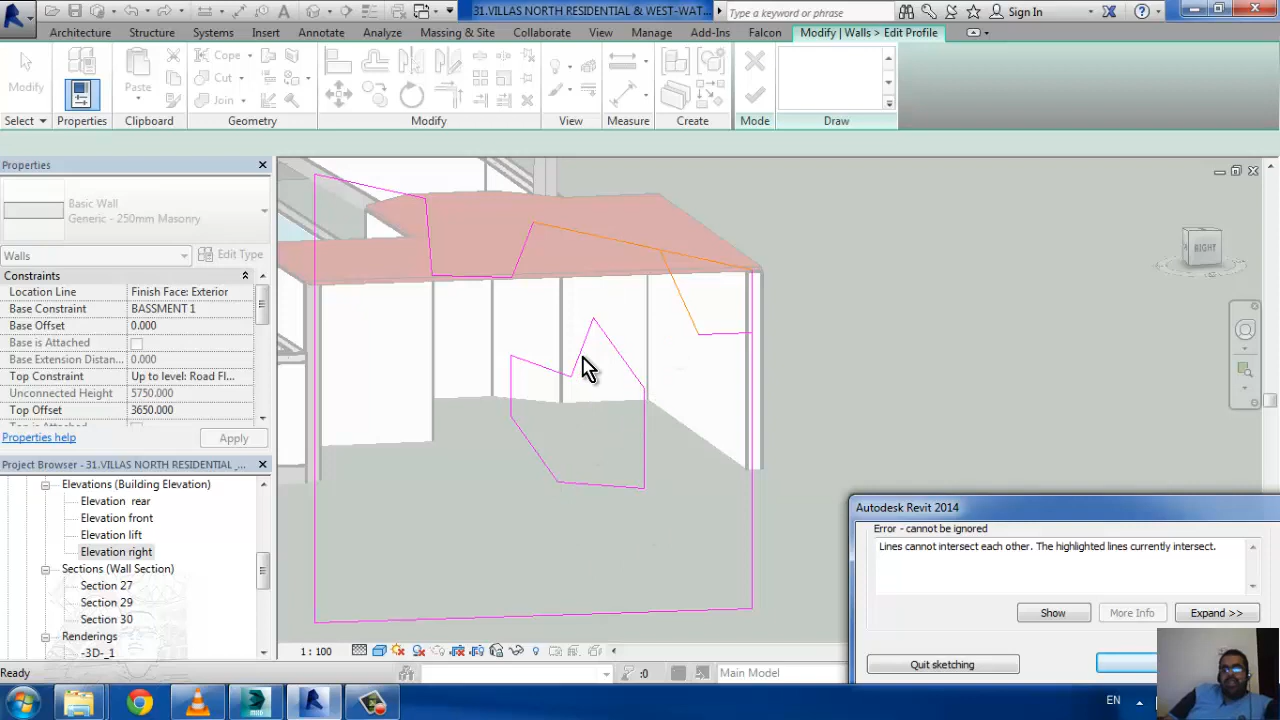 31.VILLAS NORTH RESIDENTIAL & WEST-WAT...
Type a keyword or phrase
Sign In
Architecture Structure Systems Insert Annotate Analyze Massing & Site Collaborate View Manage Add-Ins Falcon Modify | Walls > Edit Profile
Modify
Paste
Cope
Cut
Join
Select Properties Clipboard Geometry Modify View Measure Create Mode Draw
Properties
Basic Wall
Generic - 250mm Masonry
Walls
Edit Type
Constraints
Location Line Finish Face: Exterior
Base Constraint BASSMENT 1
Base Offset 0.000
Base is Attached
Base Extension Distan... 0.000
Top Constraint Up to level: Road Fl...
Unconnected Height 5750.000
Top Offset 3650.000
Properties help
Apply
Project Browser - 31.VILLAS NORTH RESIDENTIAL _...
Elevations (Building Elevation)
Elevation rear
Elevation front
Elevation lift
Elevation right
Sections (Wall Section)
Section 27
Section 29
Section 30
Renderings
-3D-_1
RIGHT
Autodesk Revit 2014
Error - cannot be ignored
Lines cannot intersect each other. The highlighted lines currently intersect.
Show
More Info
Expand >>
Quit sketching
1 : 100
Ready
:0
Main Model
EN